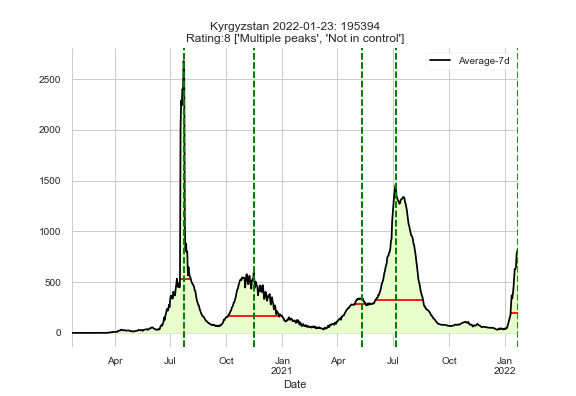 Kyrgyzstan 2022-01-23: 195394
Rating:8 ['Multiple peaks', 'Not in control']
Average-7d
2500
2000
1500
1000
500
0
Apr
Jul
Oct
Jan
2021
Apr
Jul
Oct
Jan
2022
Date